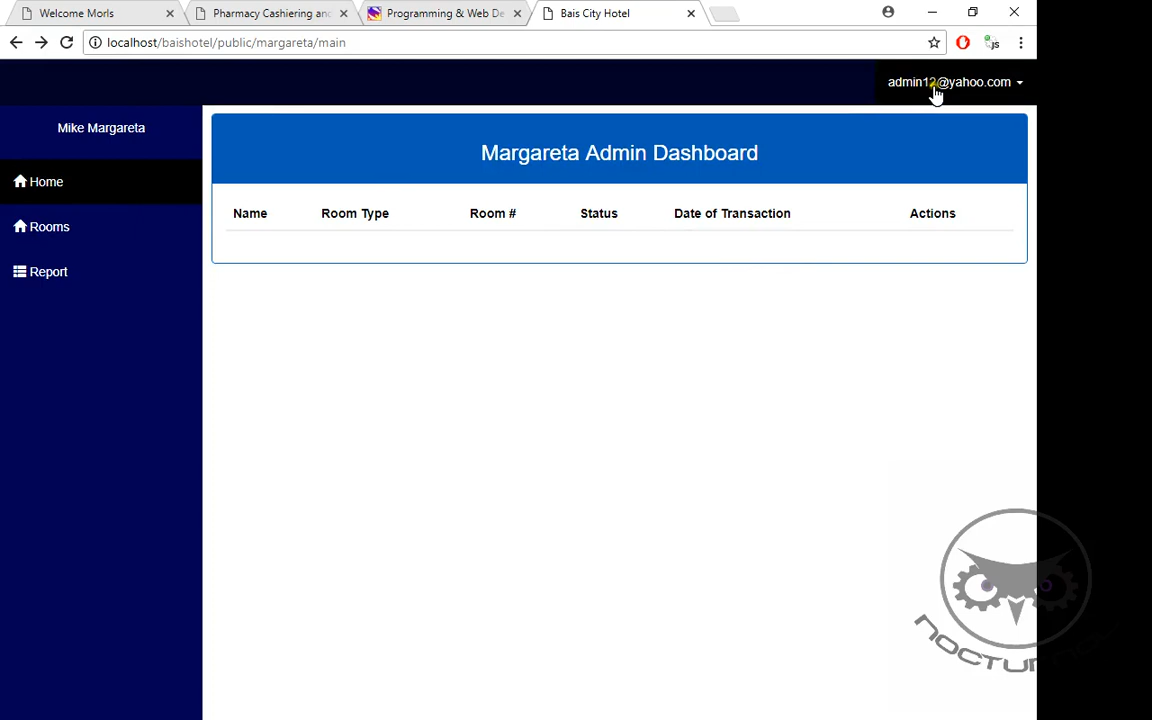 Welcome Morls
Pharmacy Cashiering an
Programming & Web De
Bais City Hotel
localhost/baishotel/public/margareta/main
admin12@yahoo.com
Mike Margareta
Home
Rooms
Report
Margareta Admin Dashboard
Name Room Type Room # Status Date of Transaction Actions